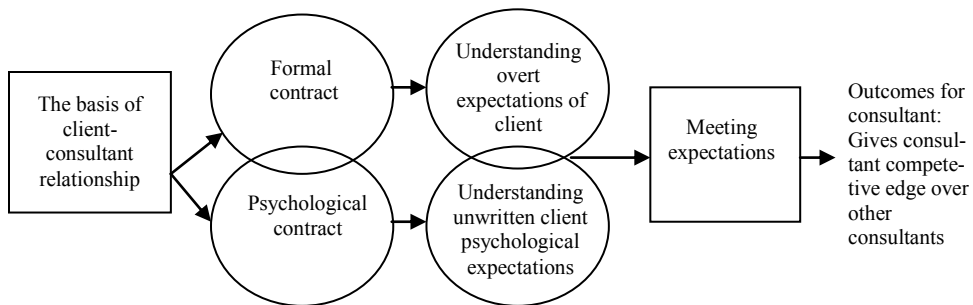 The basis of
client-
consultant
relationship
Formal
contract
Psychological
contract
Understanding
overt
expectations of
client
Understanding
unwritten client
psychological
expectations
Meeting
expectations
Outcomes for
consultant:
Gives consul-
tant compete-
tive edge over
other
consultants